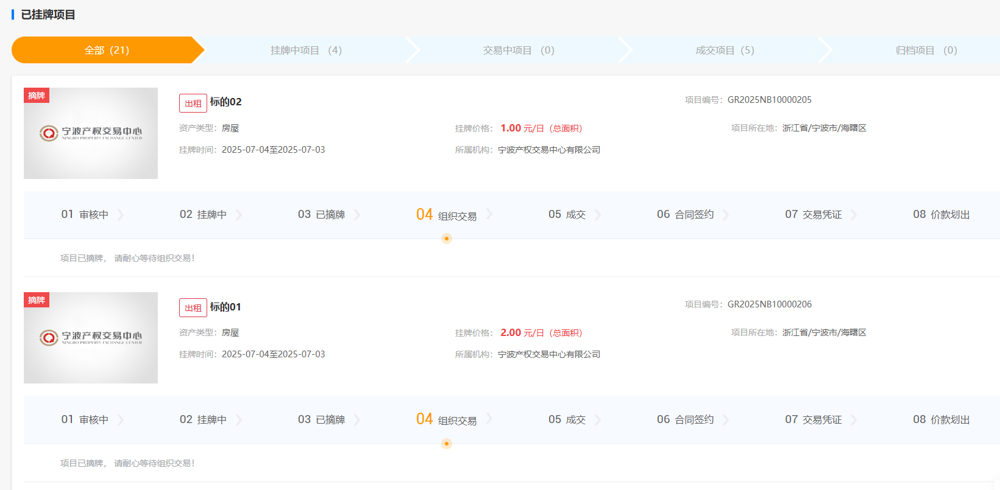 已挂牌项目
全部（21） 挂牌中项目 （4） 交易中项目 （0） 成交项目（5） 归档项目 （0）
摘牌
宁波产权交易中心
NINGBO PROPERTY EXCHANGE CENTER
出租 标的02 项目编号：GR2025NB10000205
资产类型：房屋 挂牌价格：1.00 元/日（总面积） 项目所在地：浙江省/宁波市/海曙区
挂牌时间：2025-07-04至2025-07-03 所属机构：宁波产权交易中心有限公司
01 审核中 02 挂牌中 03 已摘牌 04 组织交易 05 成交 06 合同签约 07 交易凭证 08 价款划出
项目已摘牌， 请耐心等待组织交易！
摘牌
宁波产权交易中心
NINGBO PROPERTY EXCHANGE CENTER
出租 标的01 项目编号：GR2025NB10000206
资产类型：房屋 挂牌价格：2.00 元/日（总面积） 项目所在地：浙江省/宁波市/海曙区
挂牌时间：2025-07-04至2025-07-03 所属机构：宁波产权交易中心有限公司
01 审核中 02 挂牌中 03 已摘牌 04 组织交易 05 成交 06 合同签约 07 交易凭证 08 价款划出
项目已摘牌， 请耐心等待组织交易！